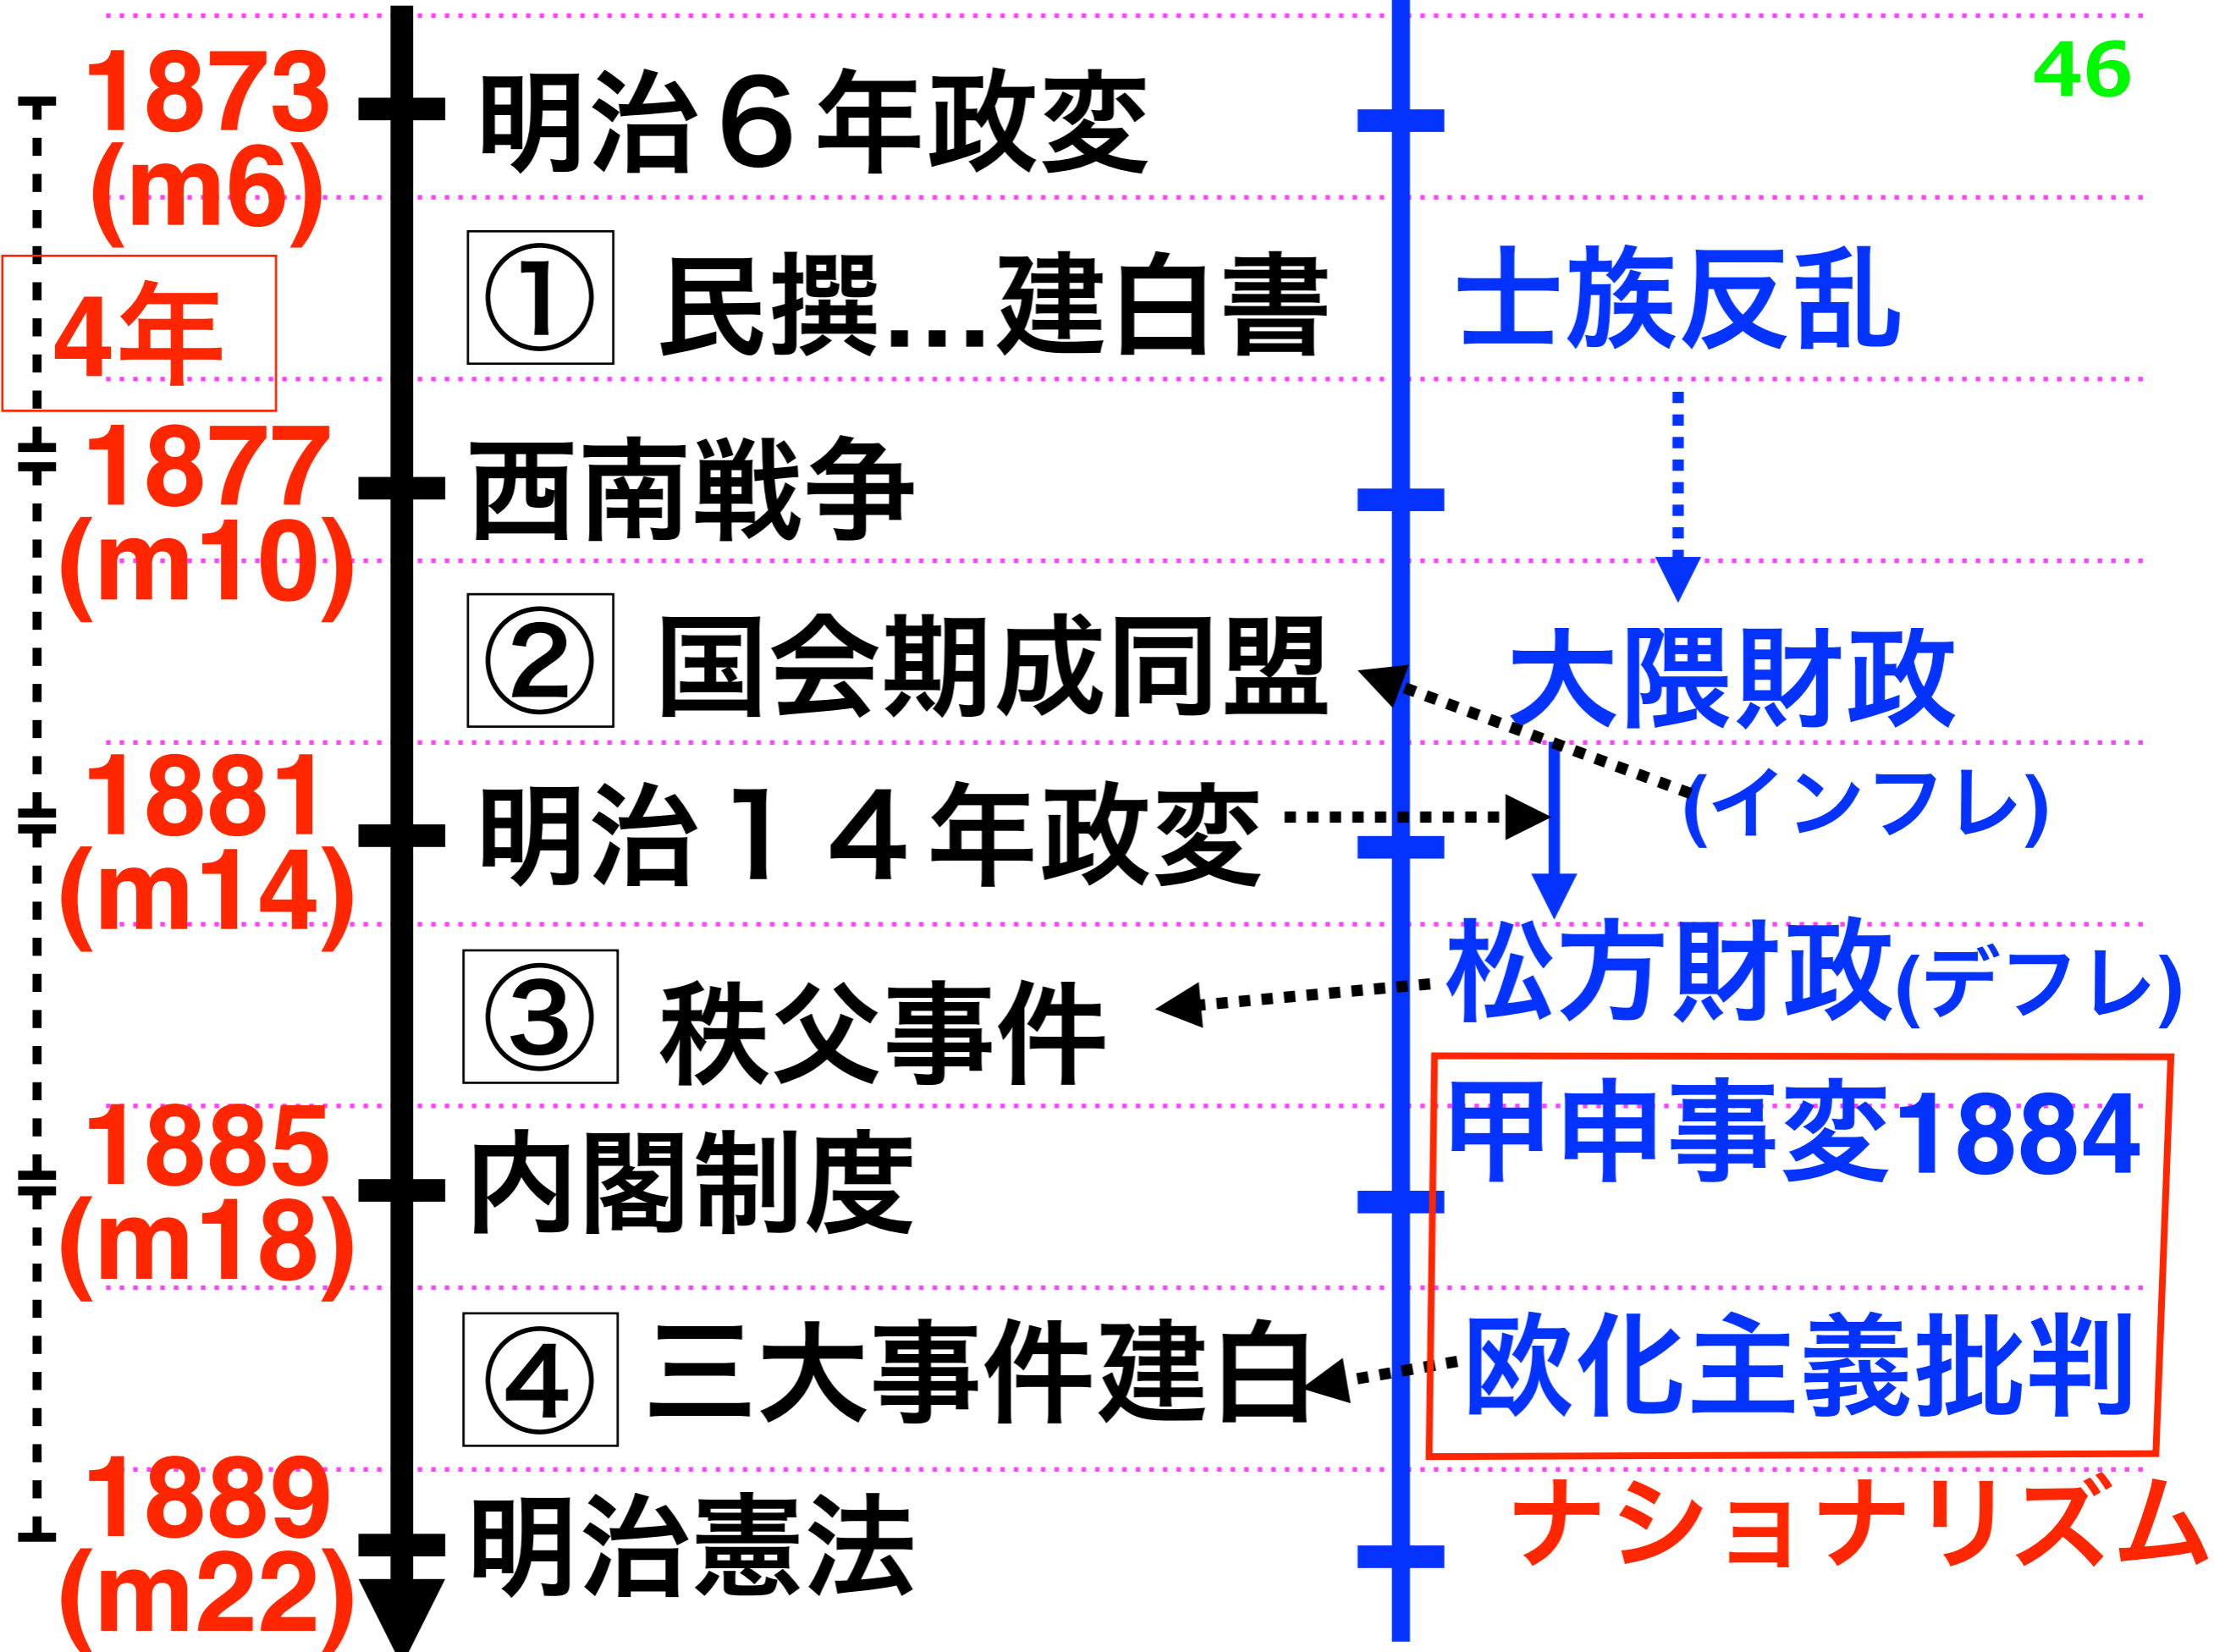 46
1873
(m6)
明治６年政変
4年
① 民撰…建白書
士族反乱
1877
(m10)
西南戦争
② 国会期成同盟
大隈財政
(インフレ)
1881
(m14)
明治１４年政変
松方財政(デフレ)
③ 秩父事件
甲申事変1884
1885
(m18)
内閣制度
④ 三大事件建白
欧化主義批判
ナショナリズム
1889
(m22)
明治憲法